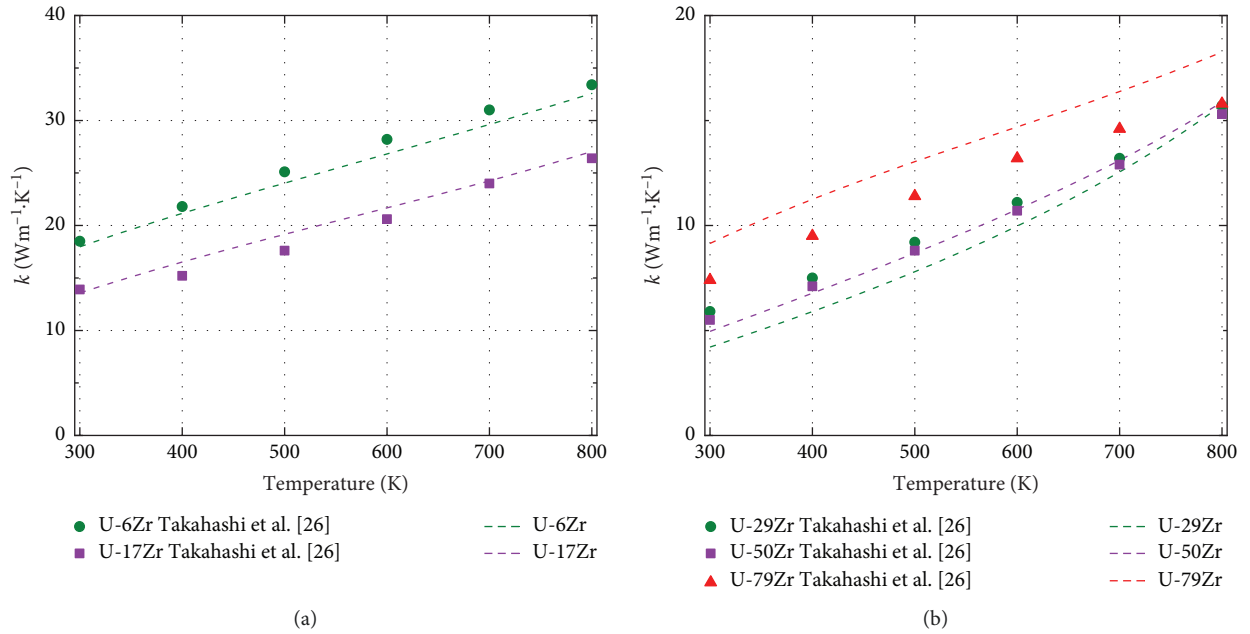 40
30
20
10
0
k (Wm⁻¹·K⁻¹)
300 400 500 600 700 800
Temperature (K)
U-6Zr Takahashi et al. [26]
U-17Zr Takahashi et al. [26]
U-6Zr
U-17Zr
(a)
20
15
10
5
0
k (Wm⁻¹·K⁻¹)
300 400 500 600 700 800
Temperature (K)
U-29Zr Takahashi et al. [26]
U-50Zr Takahashi et al. [26]
U-79Zr Takahashi et al. [26]
U-29Zr
U-50Zr
U-79Zr
(b)